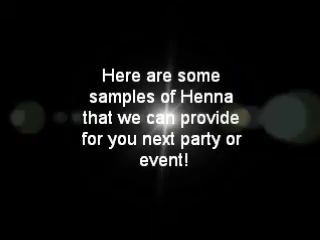 Here are some
samples of Henna
that we can provide
for you next party or
event!